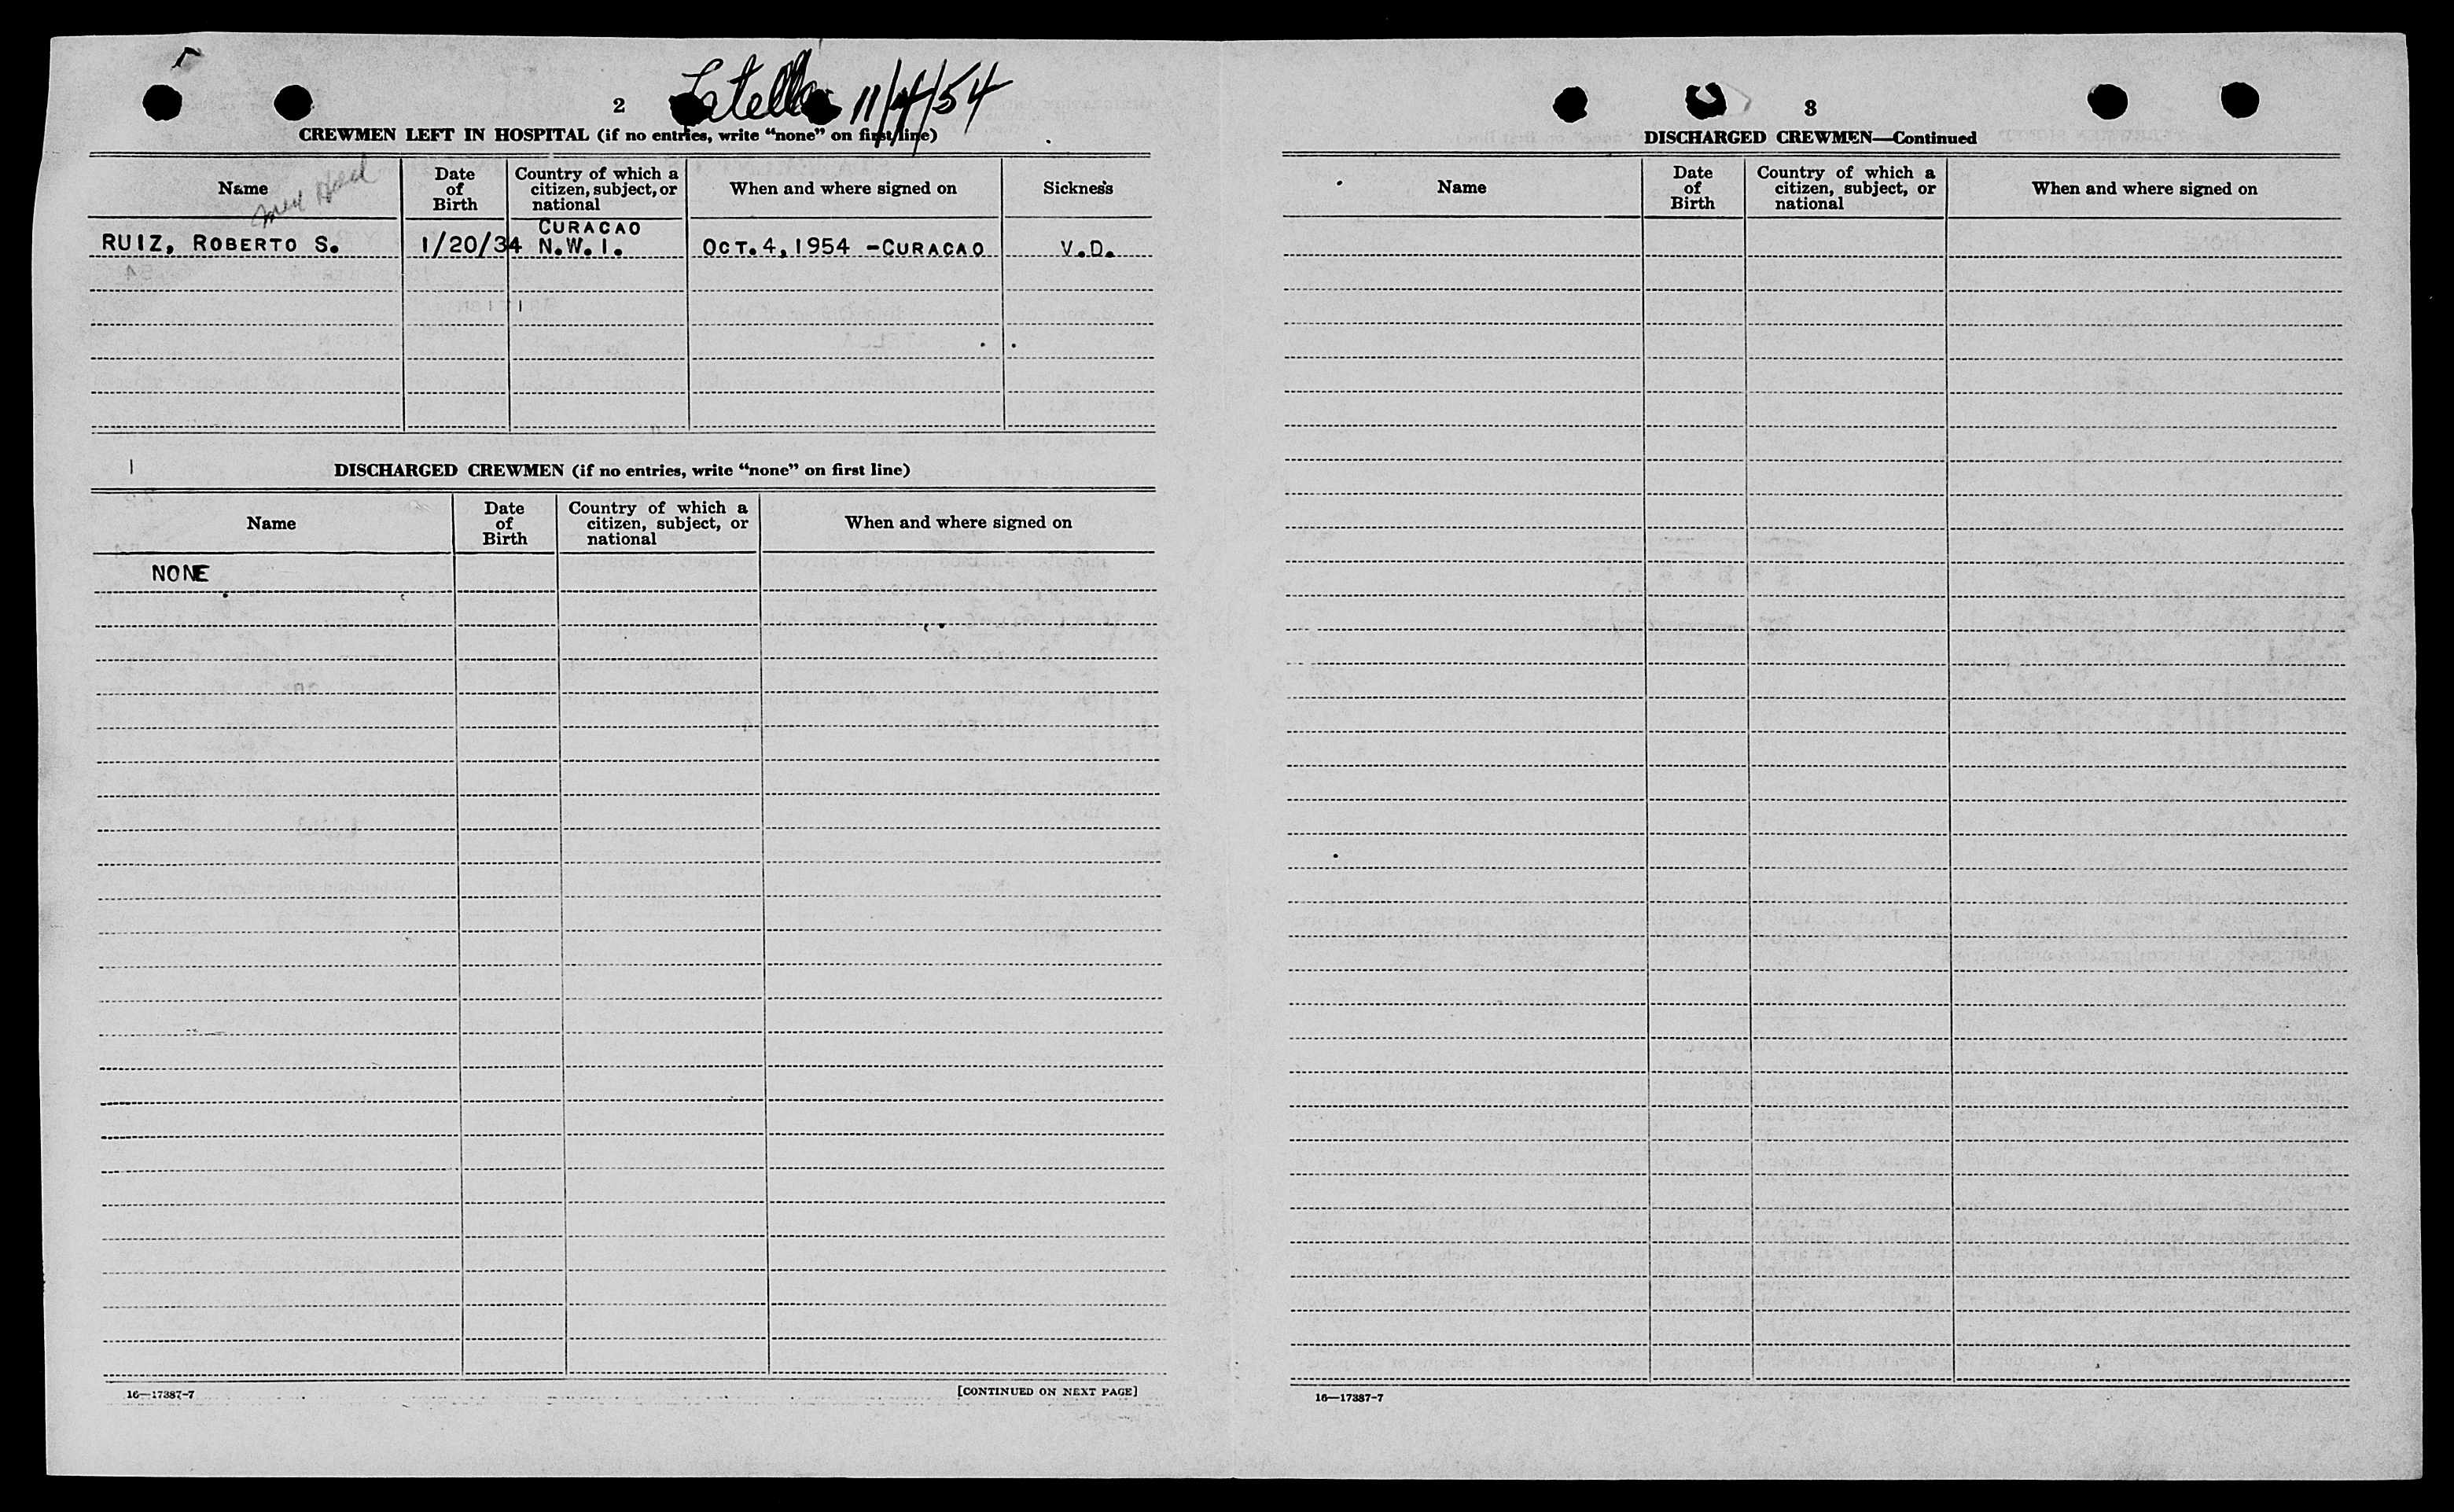 2
CREWMEN LEFT IN HOSPITAL (if no entries, write “none” on first line)
Name
Date of Birth
Country of which a citizen, subject, or national
When and where signed on
Sickness
RUIZ, ROBERTO S.
1/20/34
CURACAO
N.W.I.
OCT.4,1954 -CURACAO
V.D.
DISCHARGED CREWMEN (if no entries, write “none” on first line)
Name
Date of Birth
Country of which a citizen, subject, or national
When and where signed on
NONE
16—17387-7
[CONTINUED ON NEXT PAGE]
3
DISCHARGED CREWMEN—Continued
Name
Date of Birth
Country of which a citizen, subject, or national
When and where signed on
16—17387-7